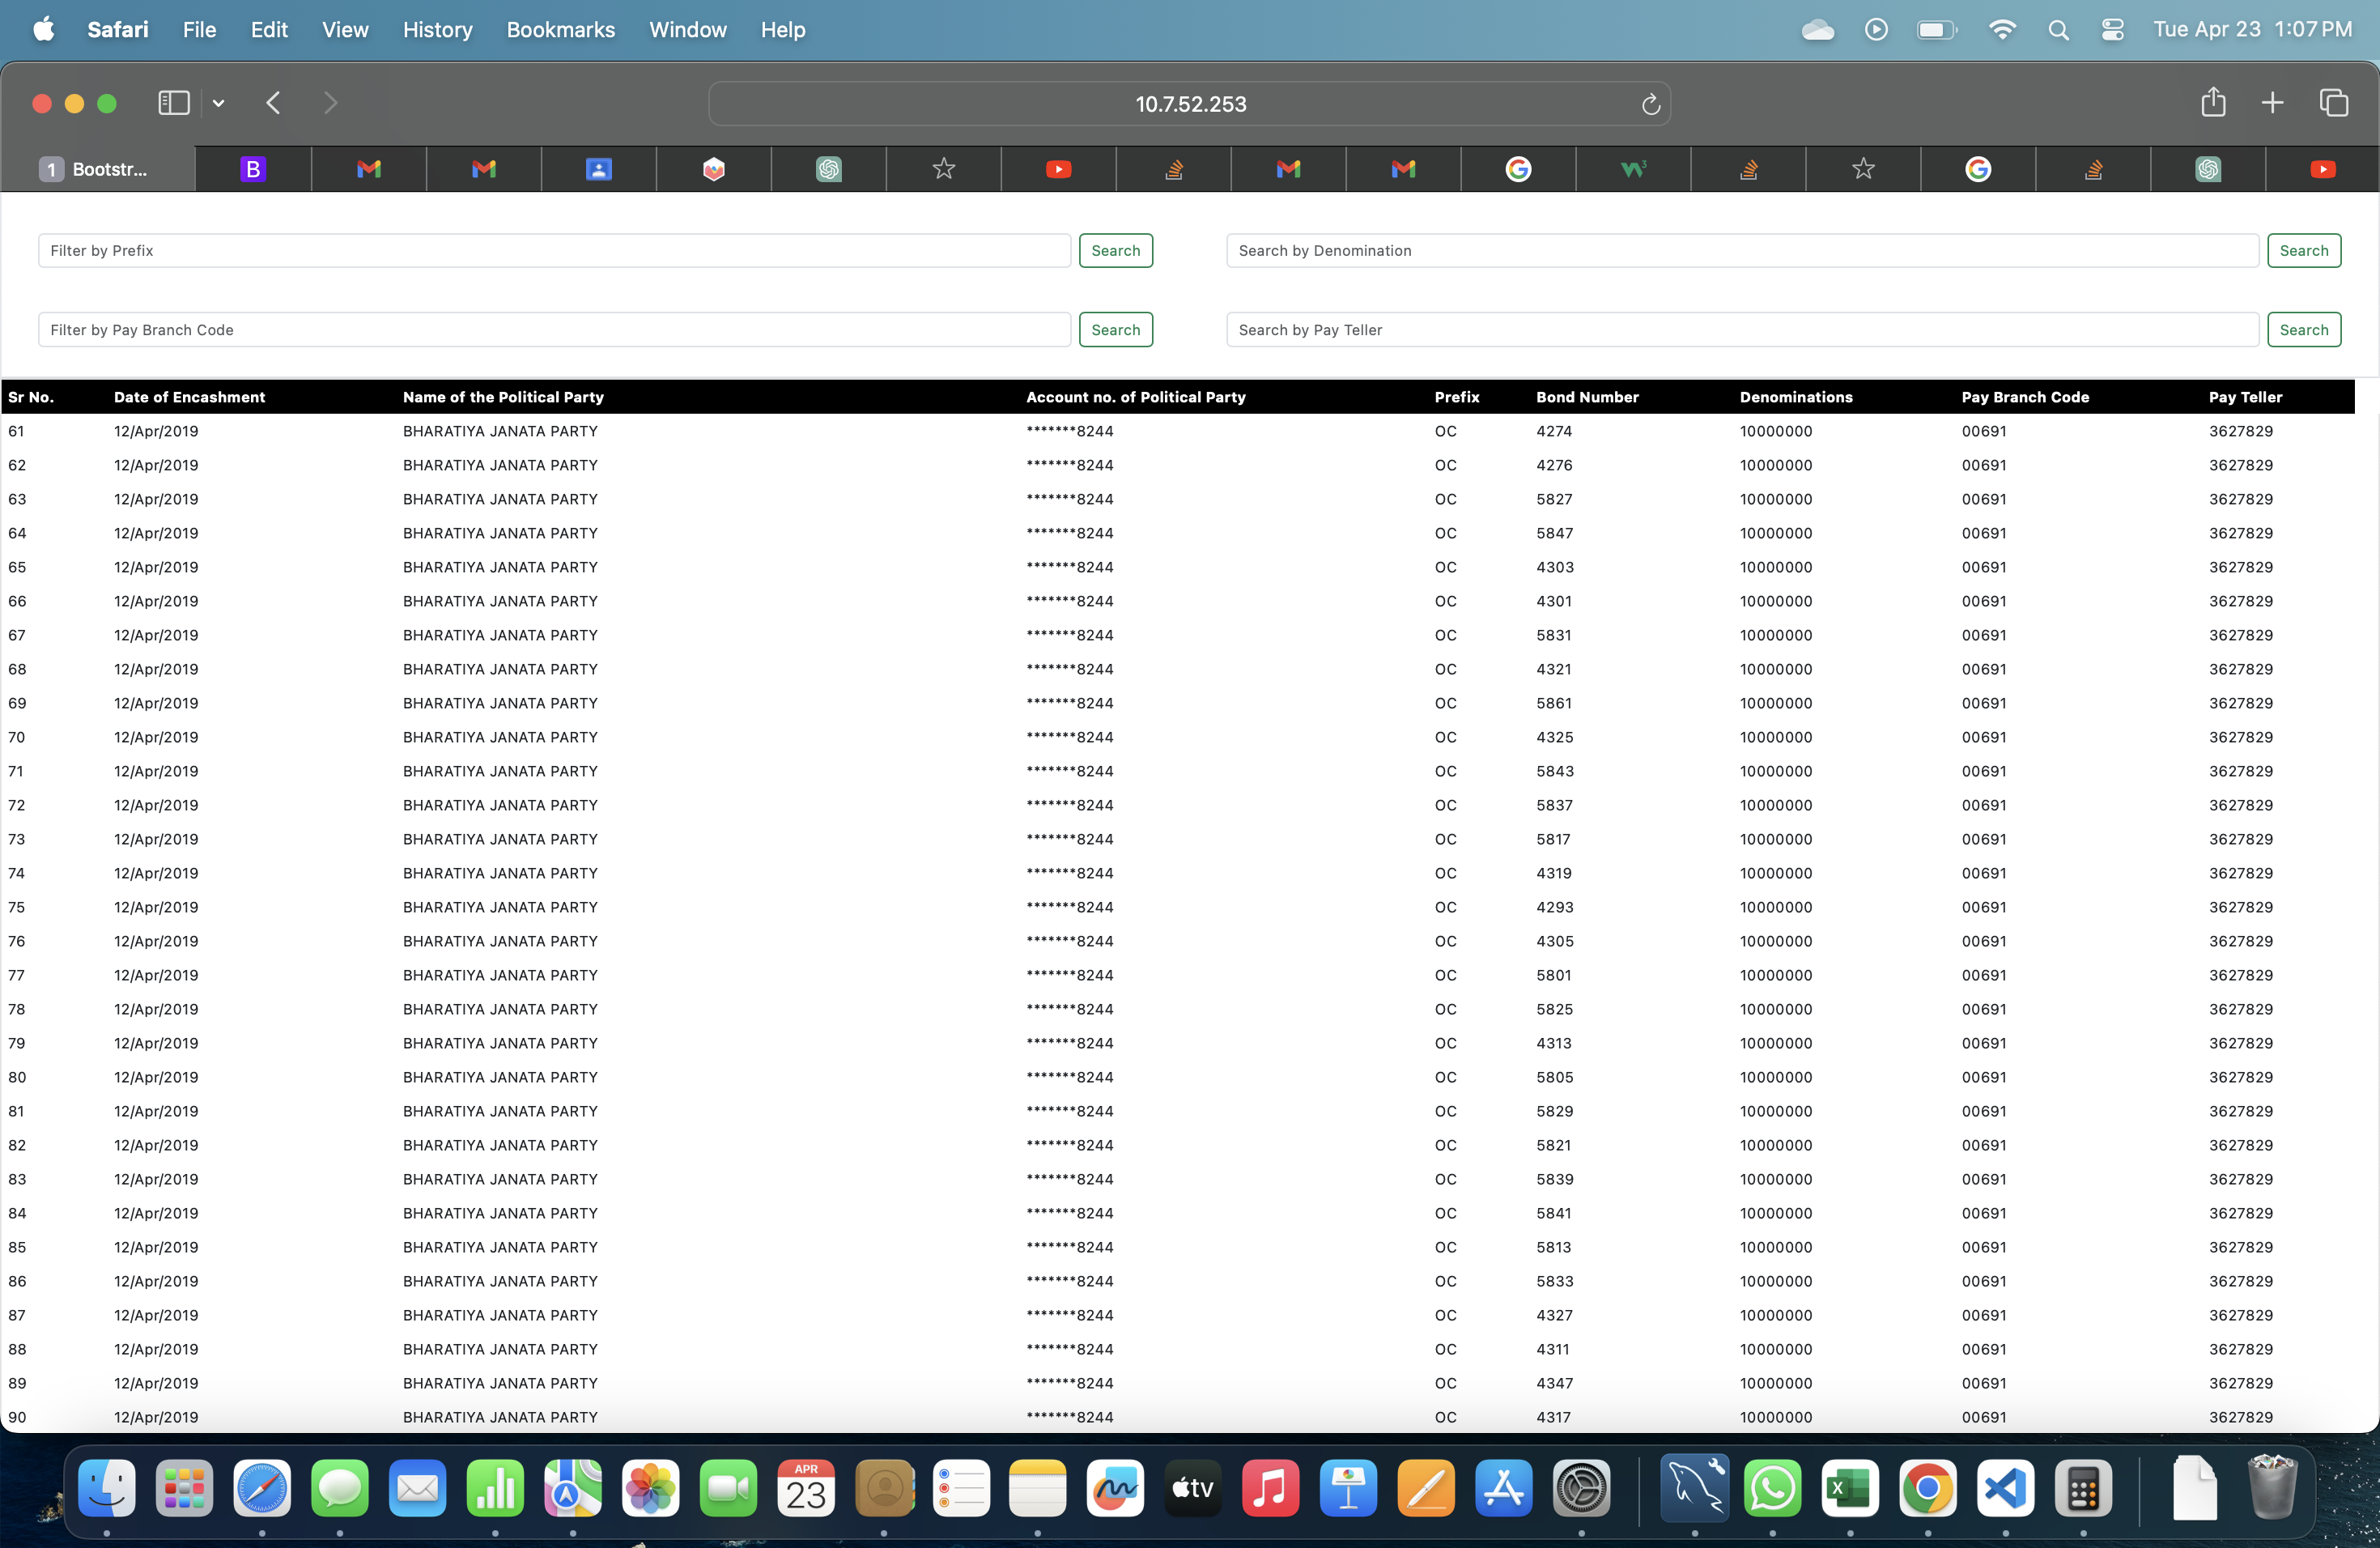 Safari File Edit View History Bookmarks Window Help Tue Apr 23 1:07 PM
10.7.52.253
1 Bootstr...
Filter by Prefix Search Search by Denomination Search
Filter by Pay Branch Code Search Search by Pay Teller Search
Sr No. Date of Encashment Name of the Political Party Account no. of Political Party Prefix Bond Number Denominations Pay Branch Code Pay Teller
61 12/Apr/2019 BHARATIYA JANATA PARTY *******8244 OC 4274 10000000 00691 3627829
62 12/Apr/2019 BHARATIYA JANATA PARTY *******8244 OC 4276 10000000 00691 3627829
63 12/Apr/2019 BHARATIYA JANATA PARTY *******8244 OC 5827 10000000 00691 3627829
64 12/Apr/2019 BHARATIYA JANATA PARTY *******8244 OC 5847 10000000 00691 3627829
65 12/Apr/2019 BHARATIYA JANATA PARTY *******8244 OC 4303 10000000 00691 3627829
66 12/Apr/2019 BHARATIYA JANATA PARTY *******8244 OC 4301 10000000 00691 3627829
67 12/Apr/2019 BHARATIYA JANATA PARTY *******8244 OC 5831 10000000 00691 3627829
68 12/Apr/2019 BHARATIYA JANATA PARTY *******8244 OC 4321 10000000 00691 3627829
69 12/Apr/2019 BHARATIYA JANATA PARTY *******8244 OC 5861 10000000 00691 3627829
70 12/Apr/2019 BHARATIYA JANATA PARTY *******8244 OC 4325 10000000 00691 3627829
71 12/Apr/2019 BHARATIYA JANATA PARTY *******8244 OC 5843 10000000 00691 3627829
72 12/Apr/2019 BHARATIYA JANATA PARTY *******8244 OC 5837 10000000 00691 3627829
73 12/Apr/2019 BHARATIYA JANATA PARTY *******8244 OC 5817 10000000 00691 3627829
74 12/Apr/2019 BHARATIYA JANATA PARTY *******8244 OC 4319 10000000 00691 3627829
75 12/Apr/2019 BHARATIYA JANATA PARTY *******8244 OC 4293 10000000 00691 3627829
76 12/Apr/2019 BHARATIYA JANATA PARTY *******8244 OC 4305 10000000 00691 3627829
77 12/Apr/2019 BHARATIYA JANATA PARTY *******8244 OC 5801 10000000 00691 3627829
78 12/Apr/2019 BHARATIYA JANATA PARTY *******8244 OC 5825 10000000 00691 3627829
79 12/Apr/2019 BHARATIYA JANATA PARTY *******8244 OC 4313 10000000 00691 3627829
80 12/Apr/2019 BHARATIYA JANATA PARTY *******8244 OC 5805 10000000 00691 3627829
81 12/Apr/2019 BHARATIYA JANATA PARTY *******8244 OC 5829 10000000 00691 3627829
82 12/Apr/2019 BHARATIYA JANATA PARTY *******8244 OC 5821 10000000 00691 3627829
83 12/Apr/2019 BHARATIYA JANATA PARTY *******8244 OC 5839 10000000 00691 3627829
84 12/Apr/2019 BHARATIYA JANATA PARTY *******8244 OC 5841 10000000 00691 3627829
85 12/Apr/2019 BHARATIYA JANATA PARTY *******8244 OC 5813 10000000 00691 3627829
86 12/Apr/2019 BHARATIYA JANATA PARTY *******8244 OC 5833 10000000 00691 3627829
87 12/Apr/2019 BHARATIYA JANATA PARTY *******8244 OC 4327 10000000 00691 3627829
88 12/Apr/2019 BHARATIYA JANATA PARTY *******8244 OC 4311 10000000 00691 3627829
89 12/Apr/2019 BHARATIYA JANATA PARTY *******8244 OC 4347 10000000 00691 3627829
90 12/Apr/2019 BHARATIYA JANATA PARTY *******8244 OC 4317 10000000 00691 3627829
APR
23
tv